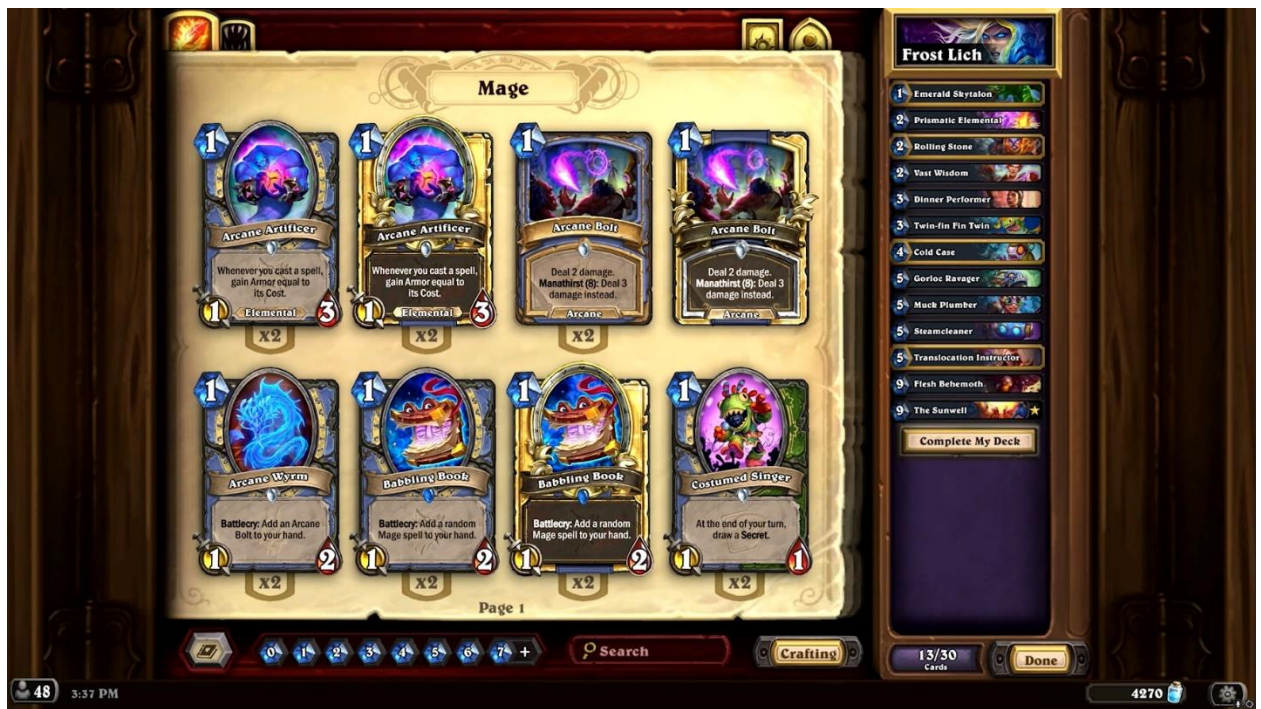 Mage
1
Arcane Artificer
Whenever you cast a spell,
gain Armor equal to
its Cost.
1 Elemental 3
x2
1
Arcane Artificer
Whenever you cast a spell,
gain Armor equal to
its Cost.
1 Elemental 3
x2
1
Arcane Bolt
Deal 2 damage.
Manathirst (8): Deal 3
damage instead.
Arcane
x2
1
Arcane Bolt
Deal 2 damage.
Manathirst (8): Deal 3
damage instead.
Arcane
1
Arcane Wyrm
Battlecry: Add an Arcane
Bolt to your hand.
1 2
x2
1
Babbling Book
Battlecry: Add a random
Mage spell to your hand.
1 2
x2
1
Babbling Book
Battlecry: Add a random
Mage spell to your hand.
1 2
x2
1
Costumed Singer
At the end of your turn,
draw a Secret.
1 1
x2
Page 1
0 1 2 3 4 5 6 7 +
Search
Crafting
Frost Lich
1 Emerald Skytalon
2 Prismatic Elemental
2 Rolling Stone
2 Vast Wisdom
3 Dinner Performer
3 Twin-fin Fin Twin
4 Cold Case
5 Gorloc Ravager
5 Muck Plumber
5 Steamcleaner
5 Translocation Instructor
9 Flesh Behemoth
9 The Sunwell
Complete My Deck
13/30
Cards
Done
48 3:37 PM
4270